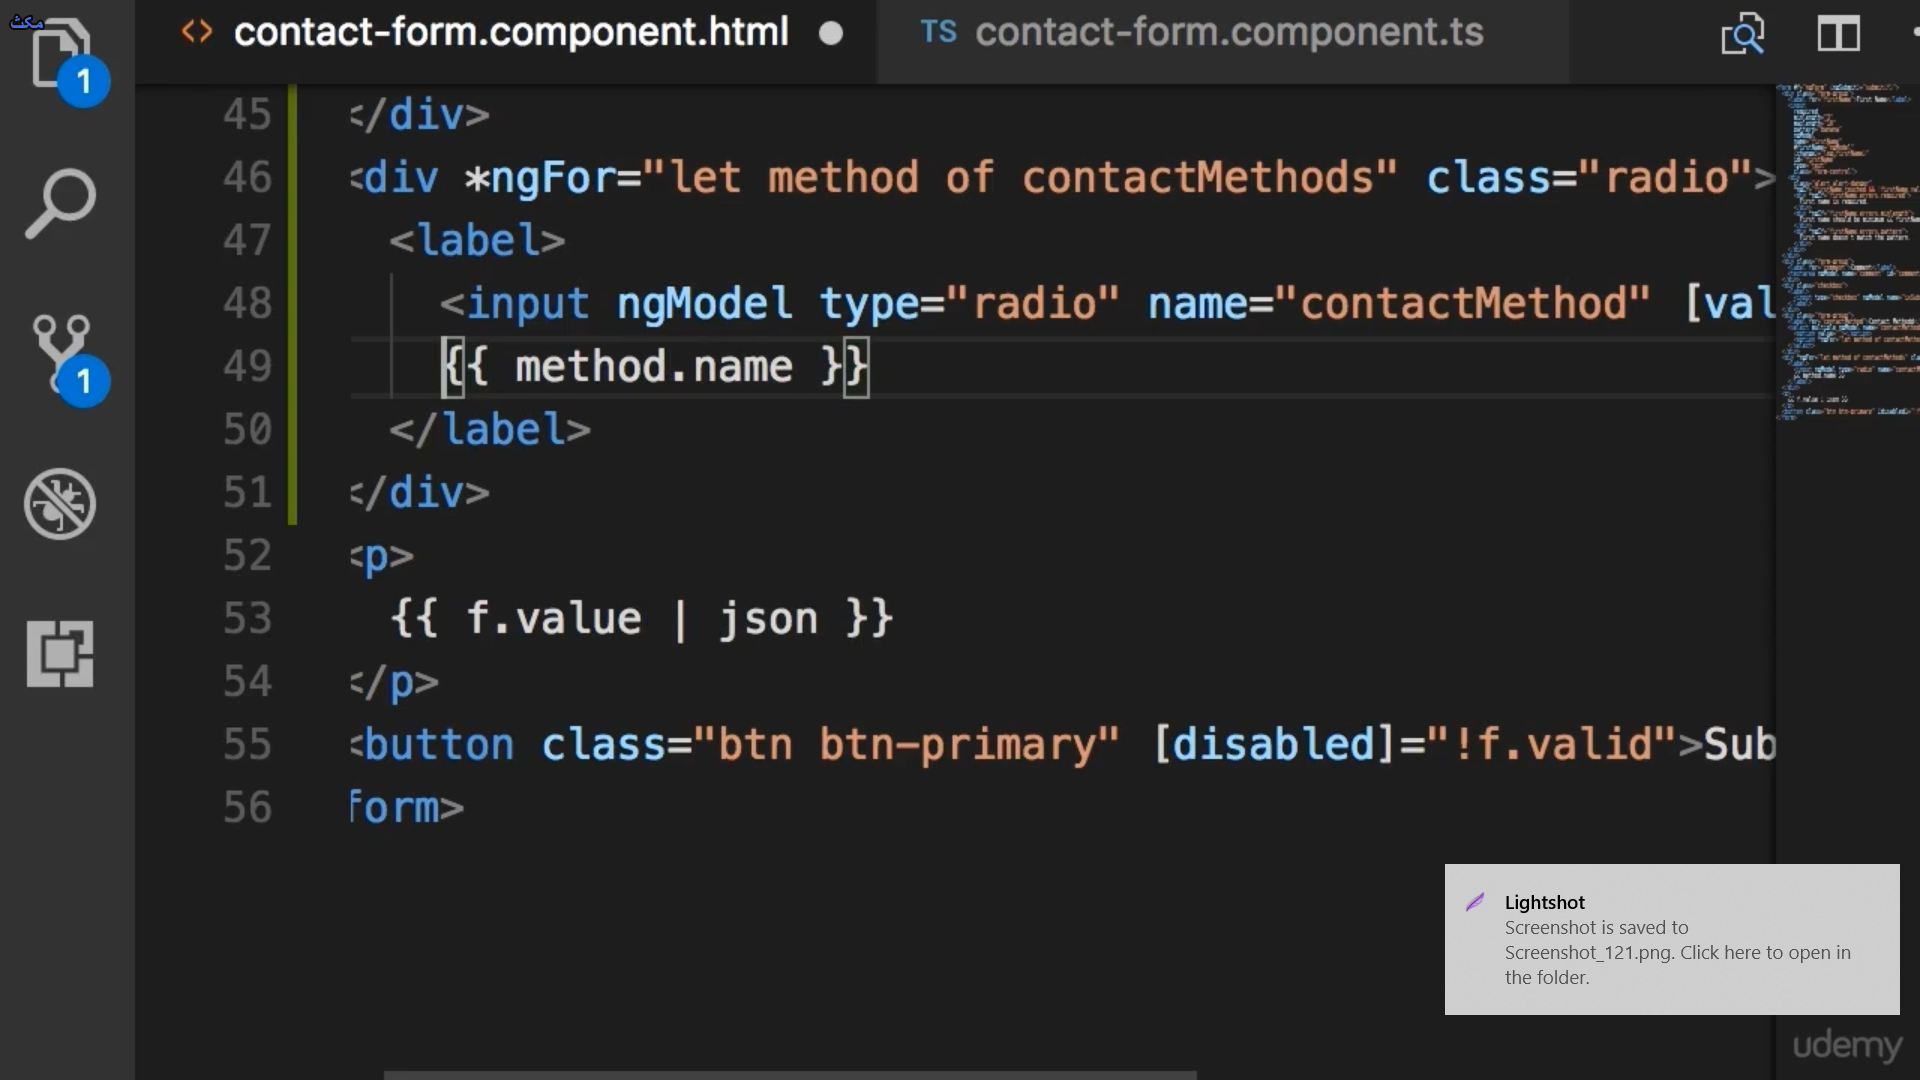 مكث
1
<> contact-form.component.html
TS contact-form.component.ts
45 </div>
46 <div *ngFor="let method of contactMethods" class="radio">
47 <label>
48 <input ngModel type="radio" name="contactMethod" [val
49 {{ method.name }}
50 </label>
51 </div>
52 <p>
53 {{ f.value | json }}
54 </p>
55 <button class="btn btn-primary" [disabled]="!f.valid">Sub
56 form>
1
Lightshot
Screenshot is saved to
Screenshot_121.png. Click here to open in
the folder.
udemy